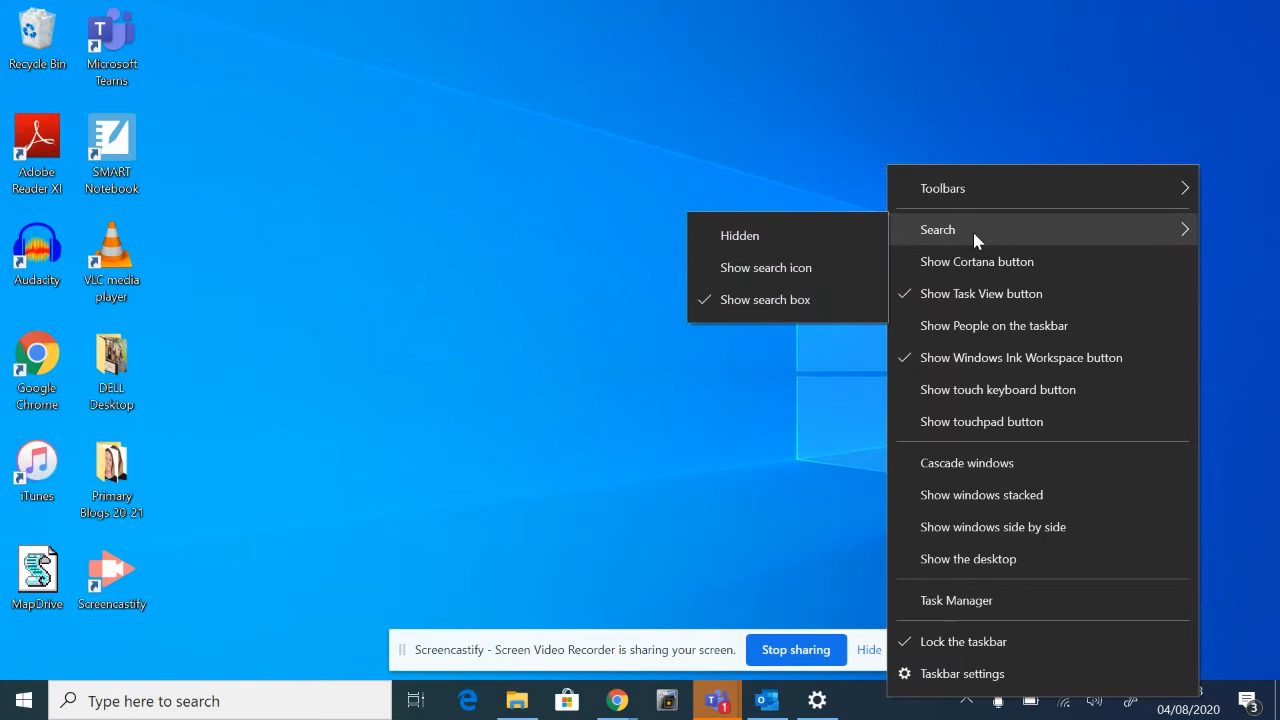 Recycle Bin
Microsoft
Teams
Adobe
Reader XI
SMART
Notebook
Audacity
VLC media
player
Google
Chrome
DELL
Desktop
iTunes
Primary
Blogs 20-21
MapDrive
Screencastify
Hidden
Show search icon
Show search box
Toolbars
Search
Show Cortana button
Show Task View button
Show People on the taskbar
Show Windows Ink Workspace button
Show touch keyboard button
Show touchpad button
Cascade windows
Show windows stacked
Show windows side by side
Show the desktop
Task Manager
Lock the taskbar
Taskbar settings
Screencastify - Screen Video Recorder is sharing your screen.
Stop sharing
Hide
Type here to search
1
04/08/2020
3